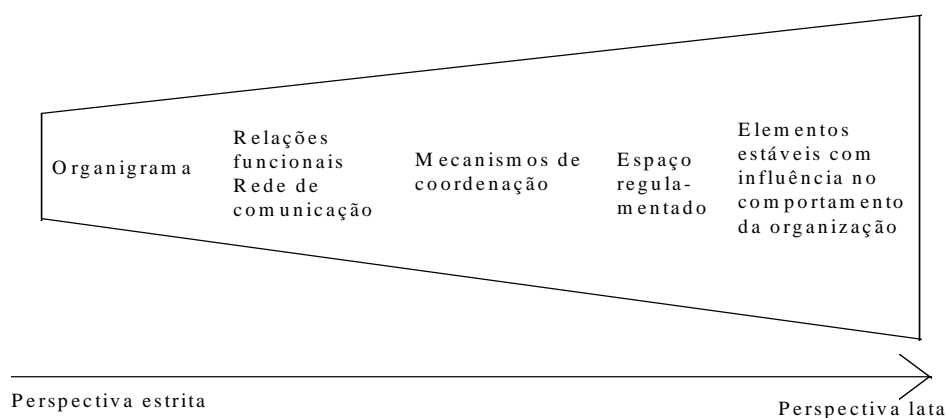 Organigrama
Relações
funcionais
Rede de
comunicação
Mecanismos de
coordenação
Espaço
regula-
mentado
Elementos
estáveis com
influência no
comportamento
da organização
Perspectiva estrita
Perspectiva lata